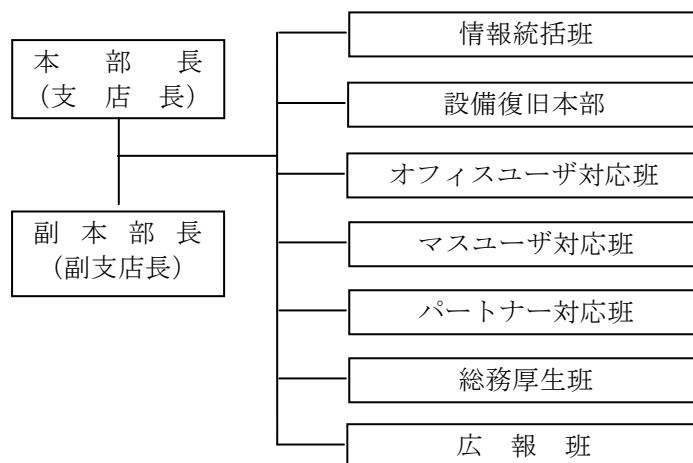 本部長
（支店長）
副本部長
（副支店長）
情報統括班
設備復旧本部
オフィスユーザ対応班
マスユーザ対応班
パートナー対応班
総務厚生班
広報班